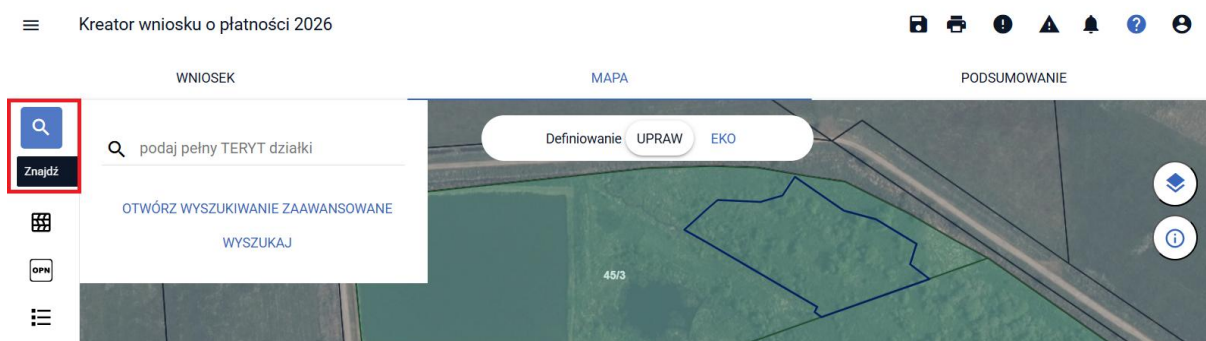 Kreator wniosku o płatności 2026
WNIOSEK MAPA PODSUMOWANIE
Definiowanie UPRAW EKO
podaj pełny TERYT działki
Znajdź
OTWÓRZ WYSZUKIWANIE ZAAWANSOWANE
WYSZUKAJ
OPN
45/3